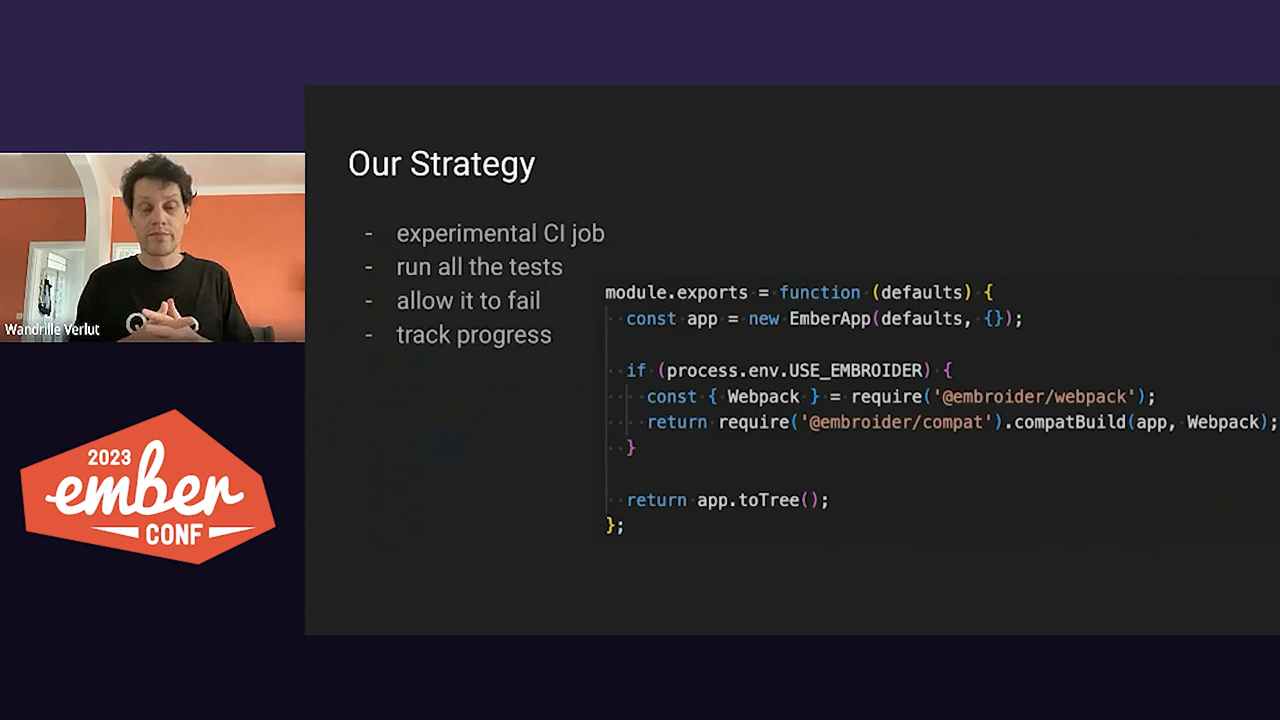 Our Strategy
- experimental CI job
- run all the tests
- allow it to fail
- track progress
module.exports = function (defaults) {
const app = new EmberApp(defaults, {});
if (process.env.USE_EMBROIDER) {
const { Webpack } = require('@embroider/webpack');
return require('@embroider/compat').compatBuild(app, Webpack);
}
return app.toTree();
};
Wandrille Verlut
2023
ember
CONF